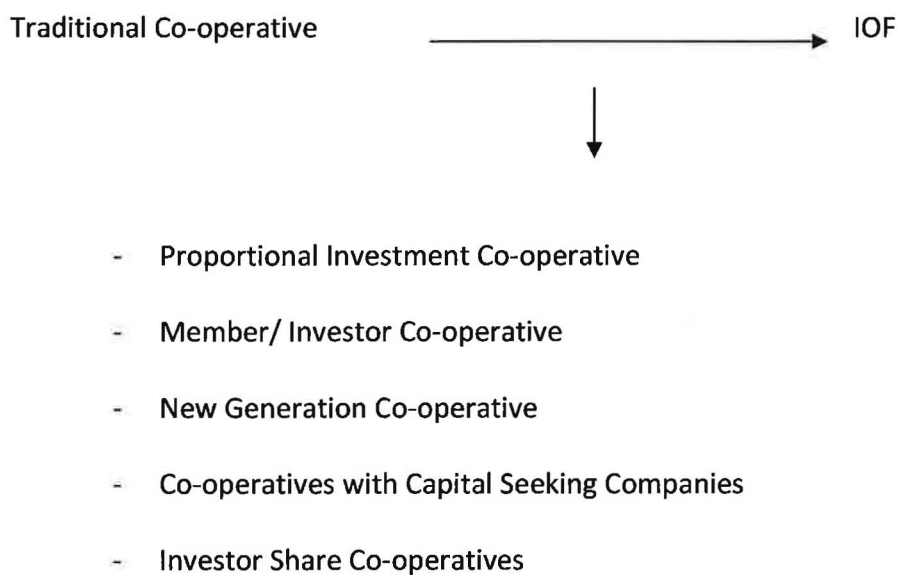 Traditional Co-operative IOF
- Proportional Investment Co-operative
- Member/ Investor Co-operative
- New Generation Co-operative
- Co-operatives with Capital Seeking Companies
- Investor Share Co-operatives